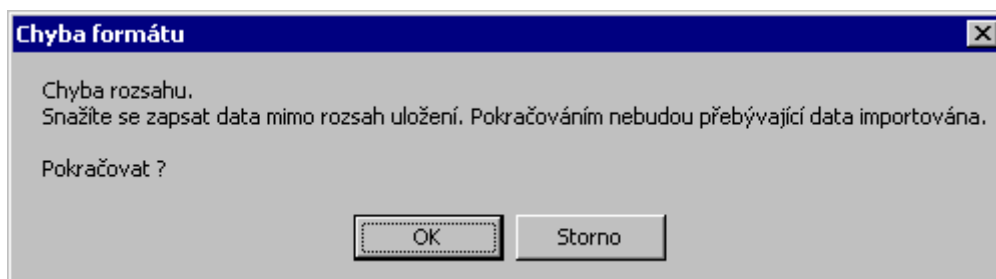 Chyba formátu
Chyba rozsahu.
Snažíte se zapsat data mimo rozsah uložení. Pokračováním nebudou přebývající data importována.
Pokračovat ?
OK
Storno